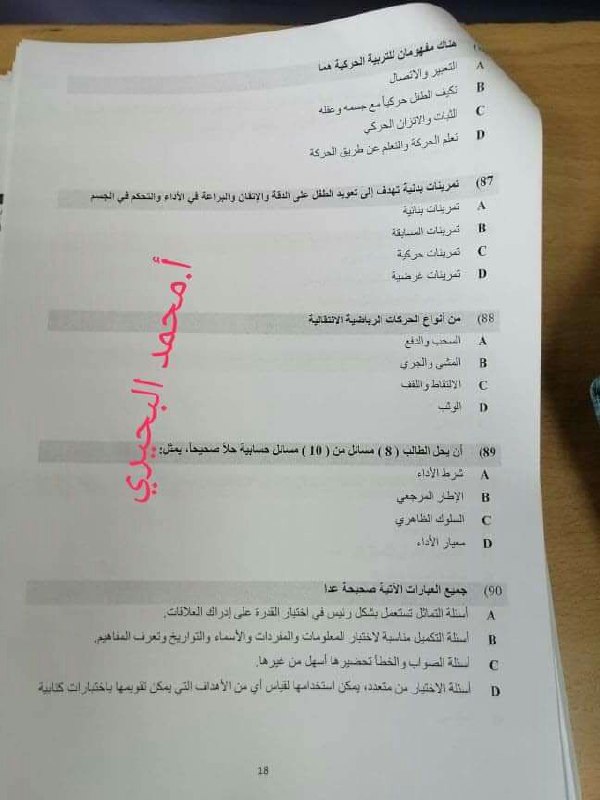 هناك مفهومان للتربية الحركية هما
A التعبير والاتصال
B تكيف الطفل حركياً مع جسمه وعقله
C الثبات والاتزان الحركي
D تعلم الحركة والتعلم عن طريق الحركة
87) تمرينات بدنية تهدف إلى تعويد الطفل على الدقة والإتقان والبراعة في الأداء والتحكم في الجسم
A تمرينات بنائية
B تمرينات المسابقة
C تمرينات حركية
D تمرينات غرضية
88) من أنواع الحركات الرياضية الانتقالية
A السحب والدفع
B المشي والجري
C الالتقاط واللقف
D الوثب
89) أن يحل الطالب ( 8 ) مسائل من ( 10 ) مسائل حسابية حلاً صحيحاً، يمثل:
A شرط الأداء
B الإطار المرجعي
C السلوك الظاهري
D معيار الأداء
90) جميع العبارات الآتية صحيحة عدا
A أسئلة التماثل تستعمل بشكل رئيس في اختبار القدرة على إدراك العلاقات.
B أسئلة التكميل مناسبة لاختبار المعلومات والمفردات والأسماء والتواريخ وتعرف المفاهيم.
C أسئلة الصواب والخطأ تحضيرها أسهل من غيرها.
D أسئلة الاختيار من متعدد، يمكن استخدامها لقياس أي من الأهداف التي يمكن تقويمها باختبارات كتابية
18
أ.محمد البحيري